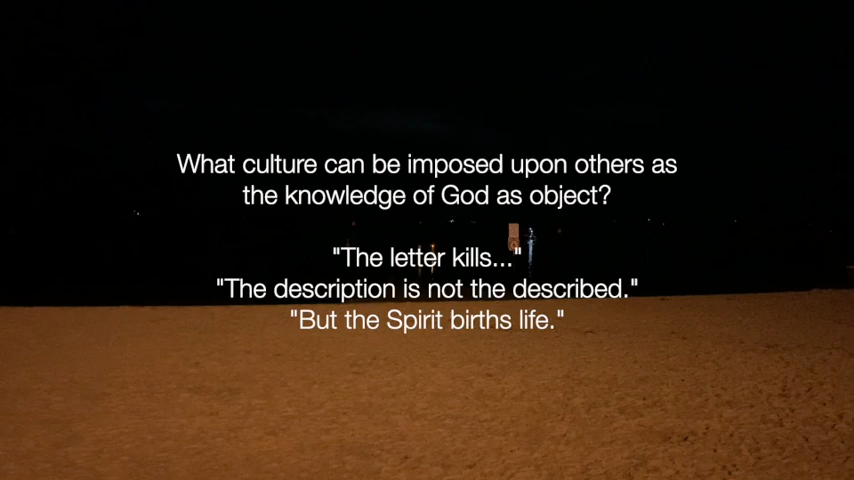 What culture can be imposed upon others as
the knowledge of God as object?
"The letter kills..."
"The description is not the described."
"But the Spirit births life."